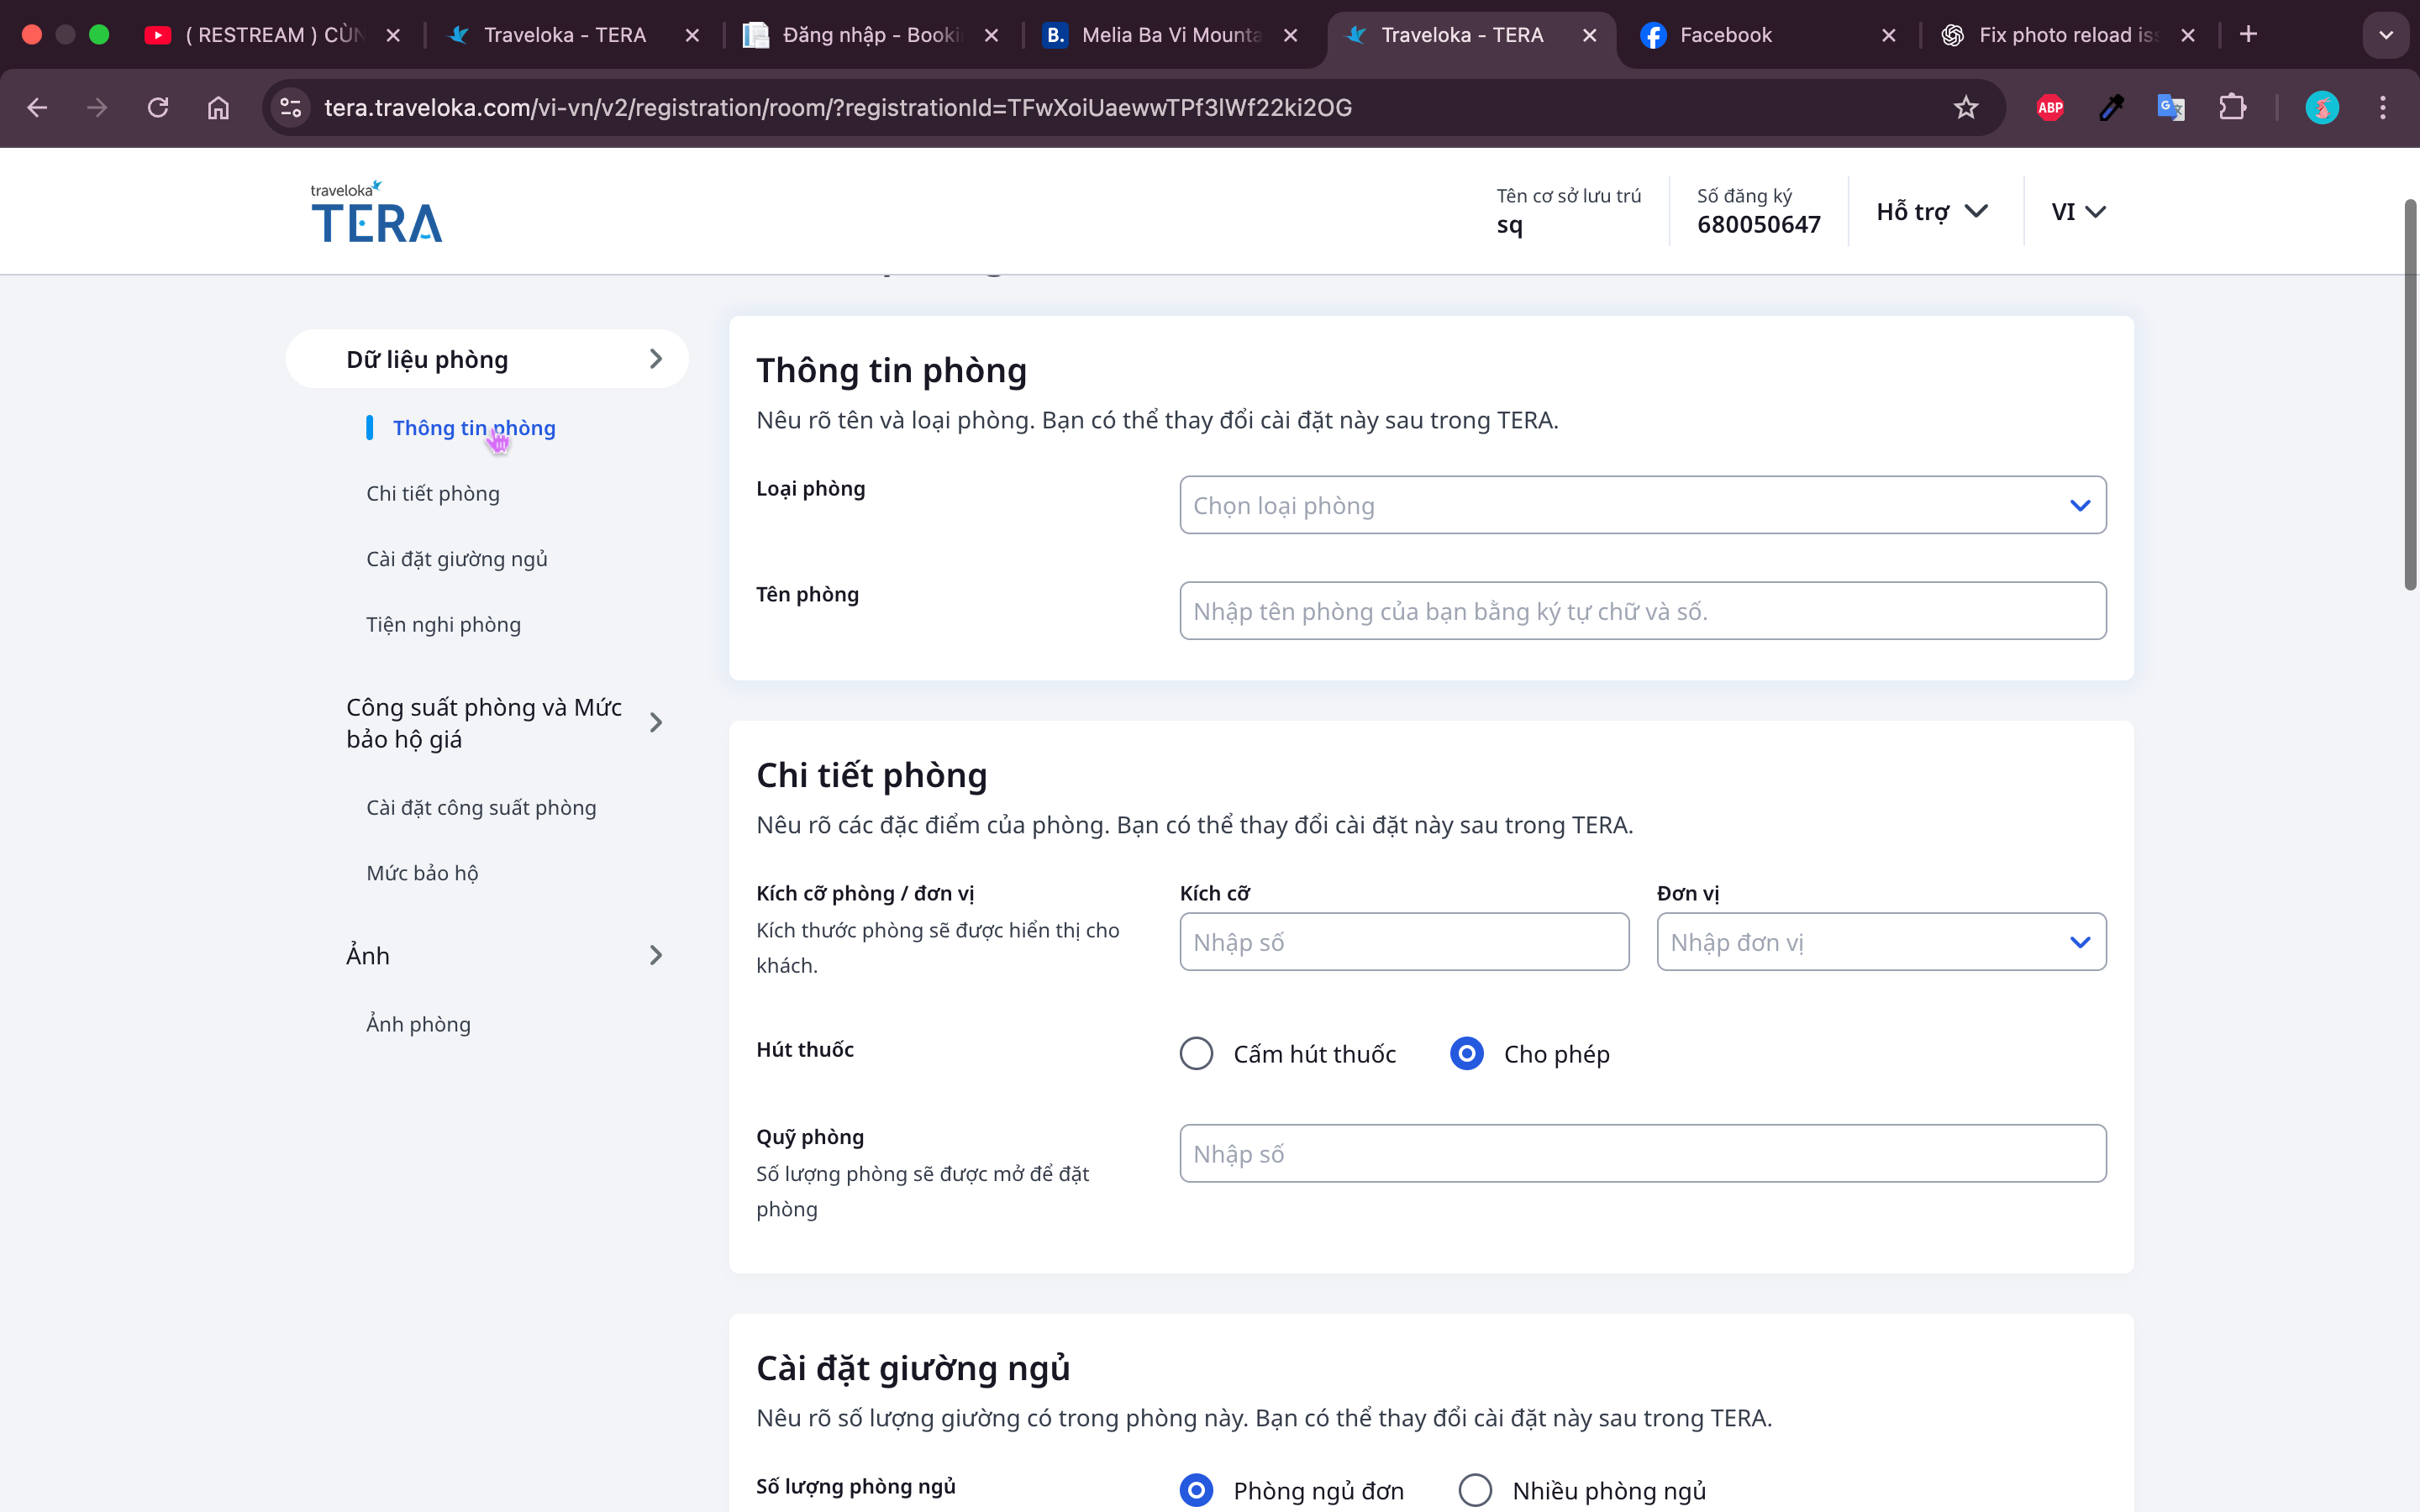 ( RESTREAM ) CÙN
Traveloka - TERA
Đăng nhập - Booki
B.
Melia Ba Vi Mounta
Traveloka - TERA
Facebook
Fix photo reload is
tera.traveloka.com/vi-vn/v2/registration/room/?registrationId=TFwXoiUaewwTPf3lWf22ki2OG
ABP
traveloka
TERA
Tên cơ sở lưu trú
sq
Số đăng ký
680050647
Hỗ trợ
VI
Dữ liệu phòng
Thông tin phòng
Chi tiết phòng
Cài đặt giường ngủ
Tiện nghi phòng
Công suất phòng và Mức
bảo hộ giá
Cài đặt công suất phòng
Mức bảo hộ
Ảnh
Ảnh phòng
Thông tin phòng
Nêu rõ tên và loại phòng. Bạn có thể thay đổi cài đặt này sau trong TERA.
Loại phòng
Chọn loại phòng
Tên phòng
Nhập tên phòng của bạn bằng ký tự chữ và số.
Chi tiết phòng
Nêu rõ các đặc điểm của phòng. Bạn có thể thay đổi cài đặt này sau trong TERA.
Kích cỡ phòng / đơn vị
Kích thước phòng sẽ được hiển thị cho
khách.
Kích cỡ
Nhập số
Đơn vị
Nhập đơn vị
Hút thuốc
Cấm hút thuốc
Cho phép
Quỹ phòng
Số lượng phòng sẽ được mở để đặt
phòng
Nhập số
Cài đặt giường ngủ
Nêu rõ số lượng giường có trong phòng này. Bạn có thể thay đổi cài đặt này sau trong TERA.
Số lượng phòng ngủ
Phòng ngủ đơn
Nhiều phòng ngủ